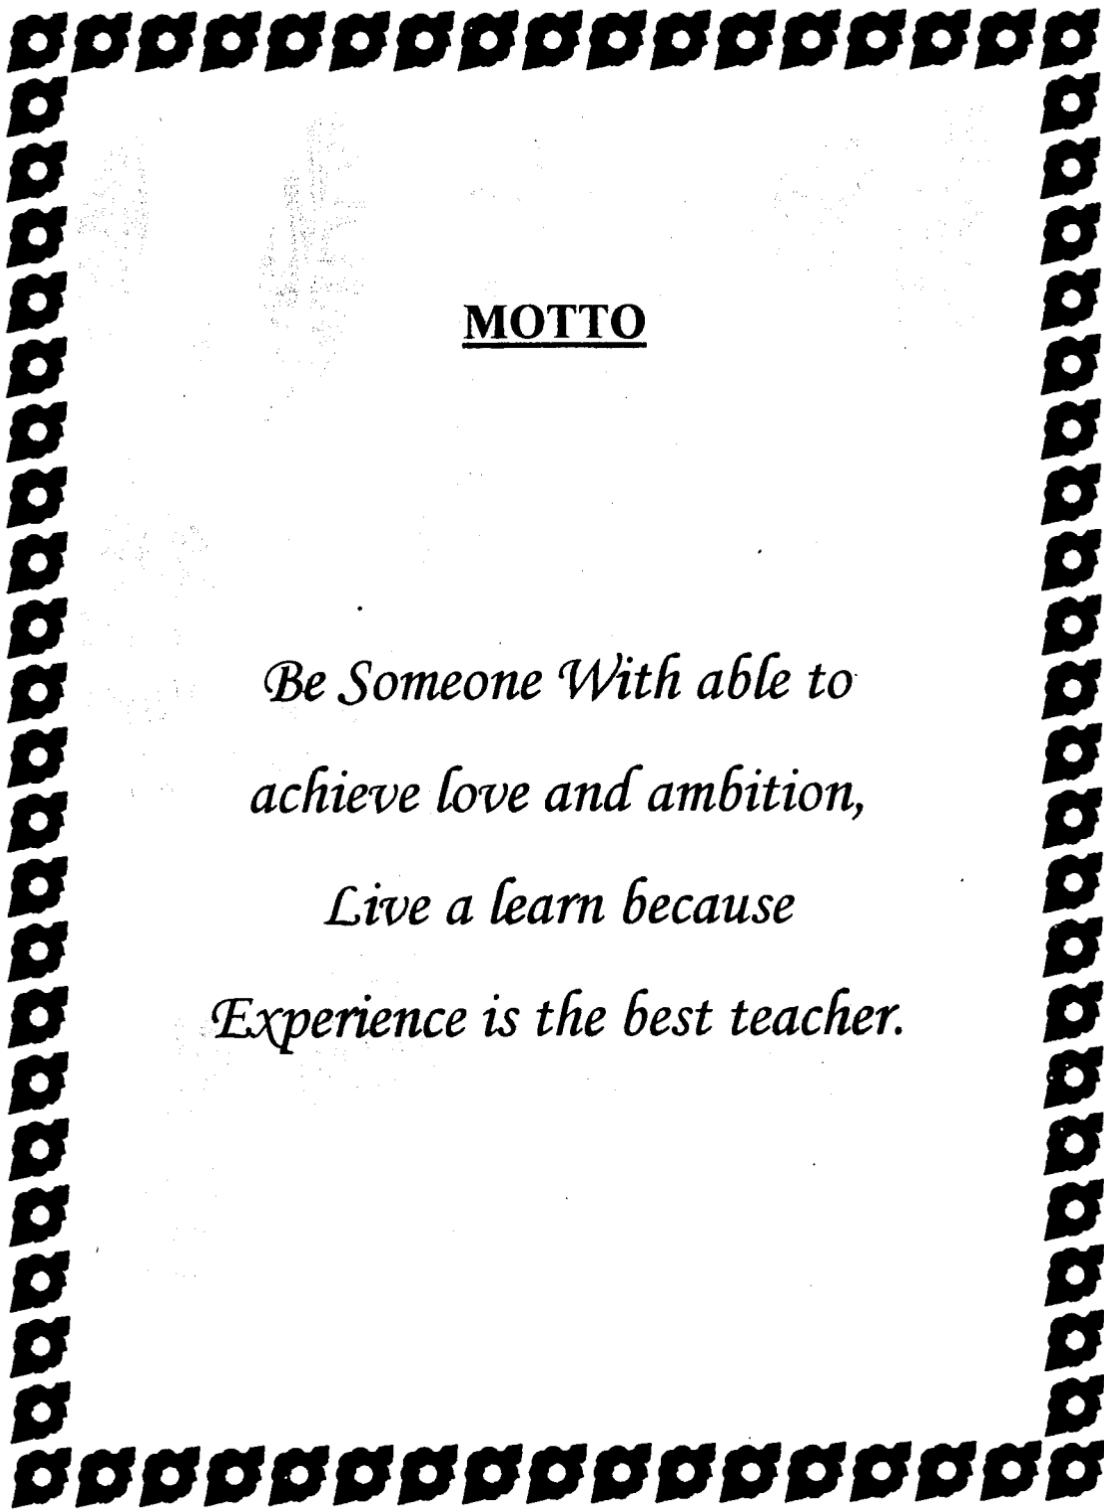 MOTTO
Be Someone With able to
achieve love and ambition,
Live a learn because
Experience is the best teacher.